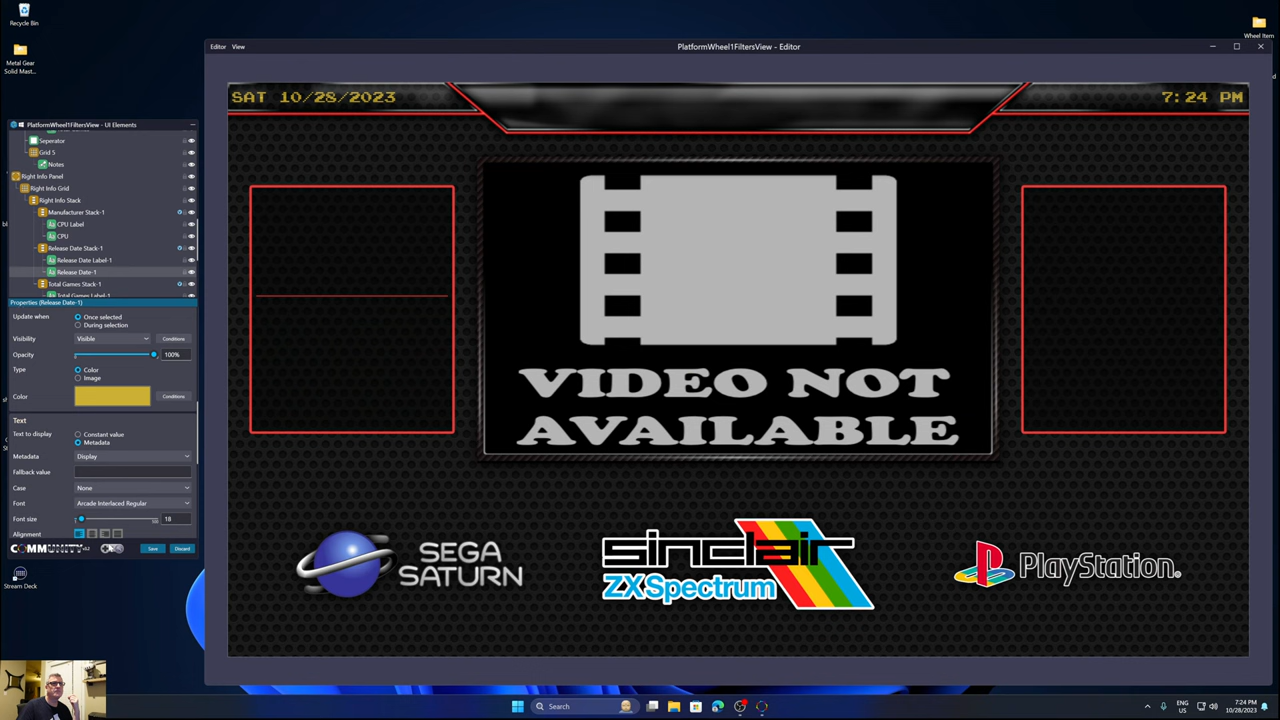 Recycle Bin
Metal Gear
Solid Mast...
Wheel Item
Editor View
PlatformWheel1FiltersView - Editor
SAT 10/28/2023
7:24 PM
PlatformWheel1FiltersView - UI Elements
Seperator
Grid 5
Notes
Right Info Panel
Right Info Grid
Right Info Stack
Manufacturer Stack-1
CPU Label
CPU
Release Date Stack-1
Release Date Label-1
Release Date-1
Total Games Stack-1
Total Games Label-1
Properties (Release Date-1)
Update when
Once selected
During selection
Visibility
Visible
Conditions
Opacity
100%
Type
Color
Image
Color
Conditions
Text
Text to display
Constant value
Metadata
Metadata
Display
Fallback value
Case
None
Font
Arcade Interlaced Regular
Font size
18
Alignment
COMMUNITY
Save
Discard
Stream Deck
VIDEO NOT
AVAILABLE
SEGA
SATURN
sinclair
ZX Spectrum
PlayStation®
Search
ENG
US
7:24 PM
10/28/2023